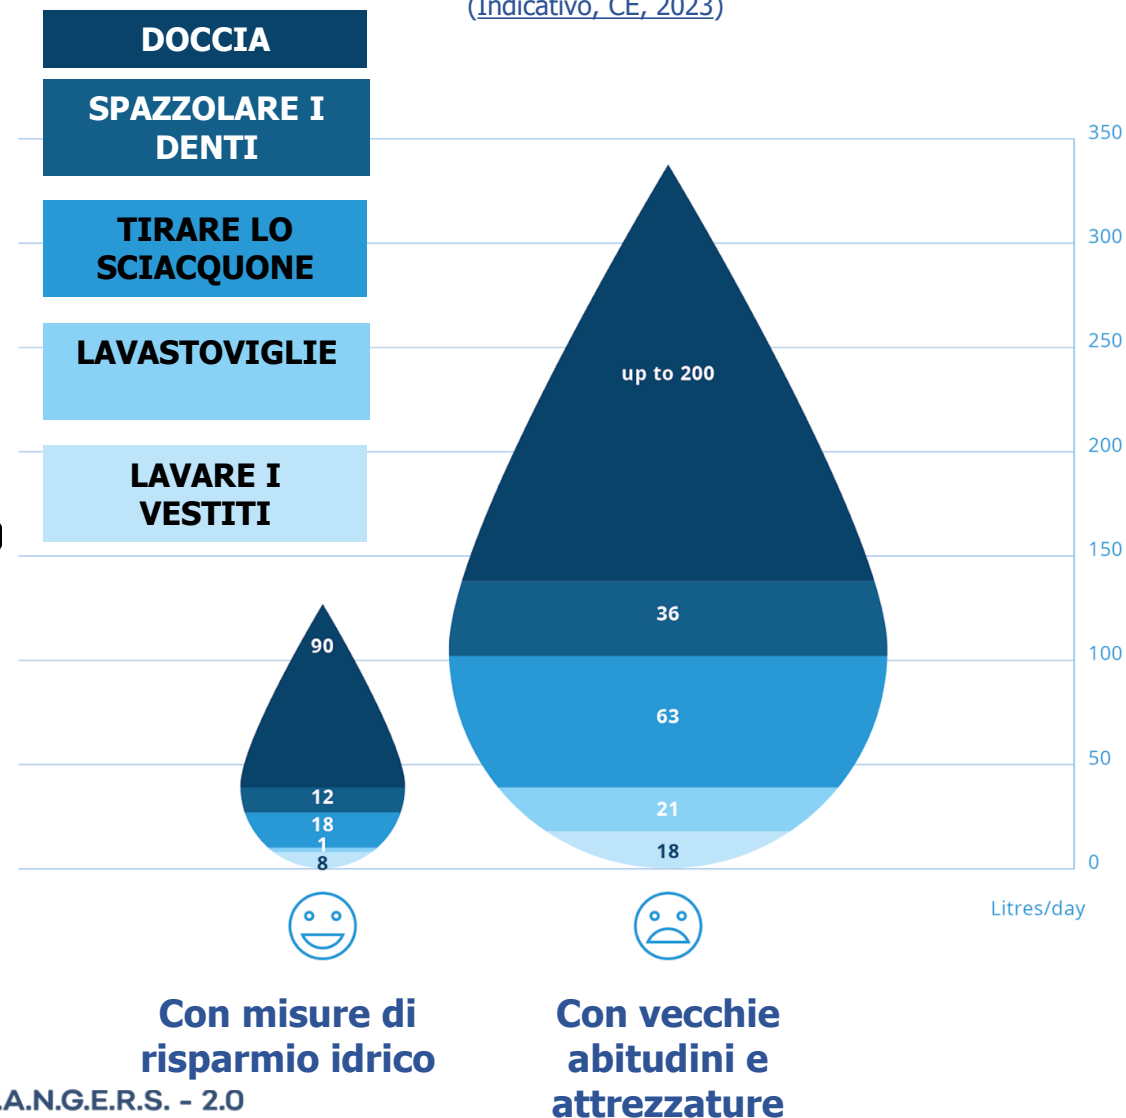 (Indicativo, CE, 2023)
DOCCIA
SPAZZOLARE I
DENTI
TIRARE LO
SCIACQUONE
LAVASTOVIGLIE
LAVARE I
VESTITI
350
300
250
200
150
100
50
0
Litres/day
up to 200
36
63
21
18
90
12
18
1
8
Con misure di
risparmio idrico
Con vecchie
abitudini e
attrezzature
.A.N.G.E.R.S. - 2.0